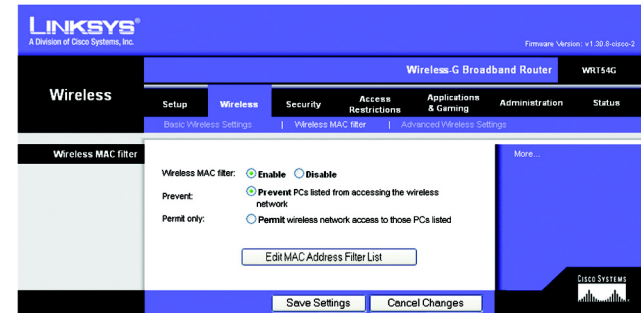 LINKSYS®
A Division of Cisco Systems, Inc.
Firmware Version: v1.30.8-cisco-2
Wireless-G Broadband Router WRT54G
Wireless
Setup Wireless Security Access Restrictions Applications & Gaming Administration Status
Basic Wireless Settings | Wireless MAC filter | Advanced Wireless Settings
Wireless MAC filter
More...
Wireless MAC filter: Enable Disable
Prevent: Prevent PCs listed from accessing the wireless
network
Permit only: Permit wireless network access to those PCs listed
Edit MAC Address Filter List
CISCO SYSTEMS
Save Settings Cancel Changes